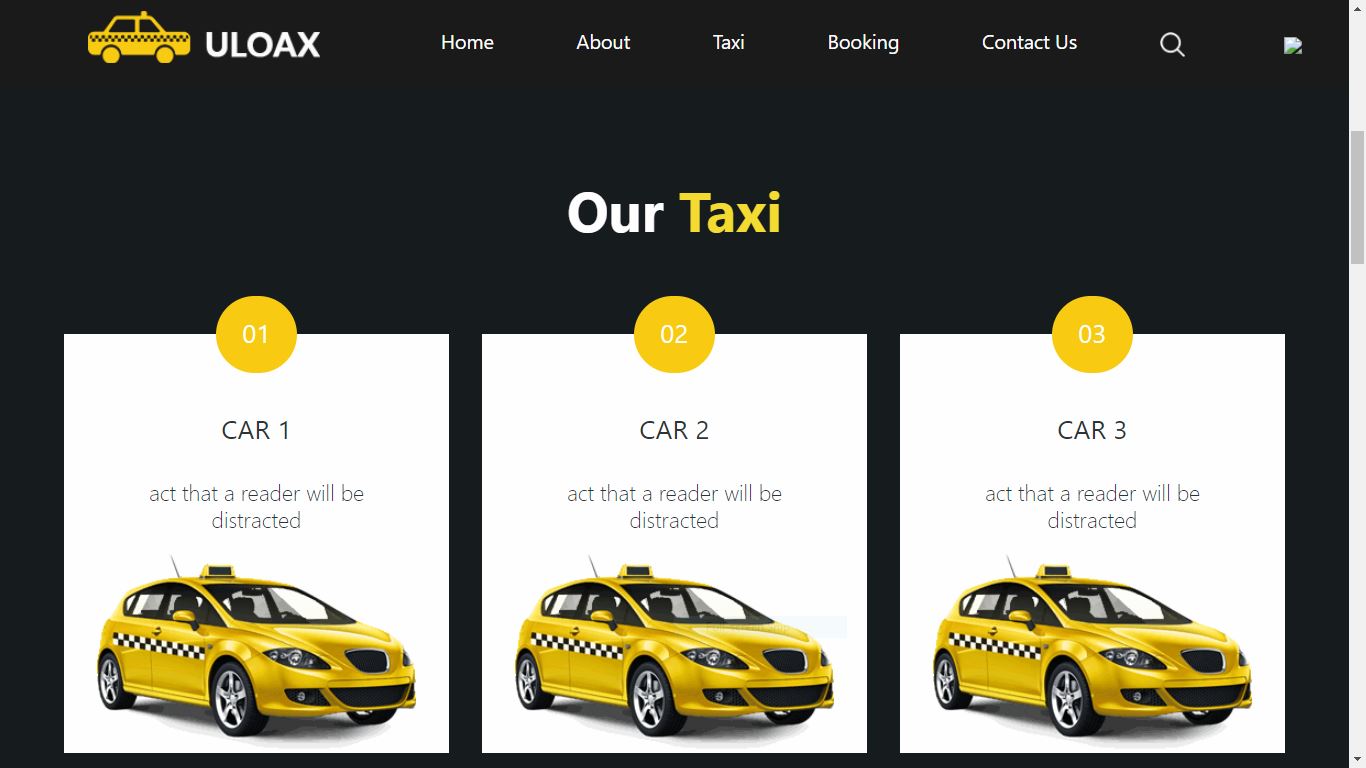 ULOAX
Home
About
Taxi
Booking
Contact Us
Our Taxi
01
CAR 1
act that a reader will be
distracted
02
CAR 2
act that a reader will be
distracted
03
CAR 3
act that a reader will be
distracted